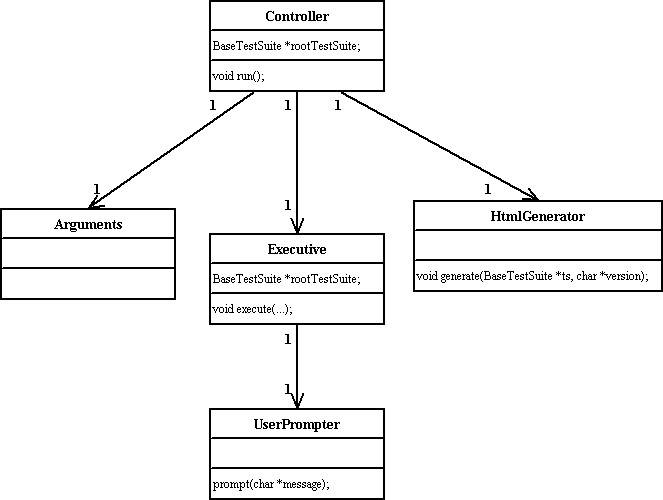 Controller
BaseTestSuite *rootTestSuite;
void run();
1 1 1
1 1 1
Arguments
Executive
BaseTestSuite *rootTestSuite;
void execute(...);
HtmlGenerator
void generate(BaseTestSuite *ts, char *version);
1
1
UserPrompter
prompt(char *message);